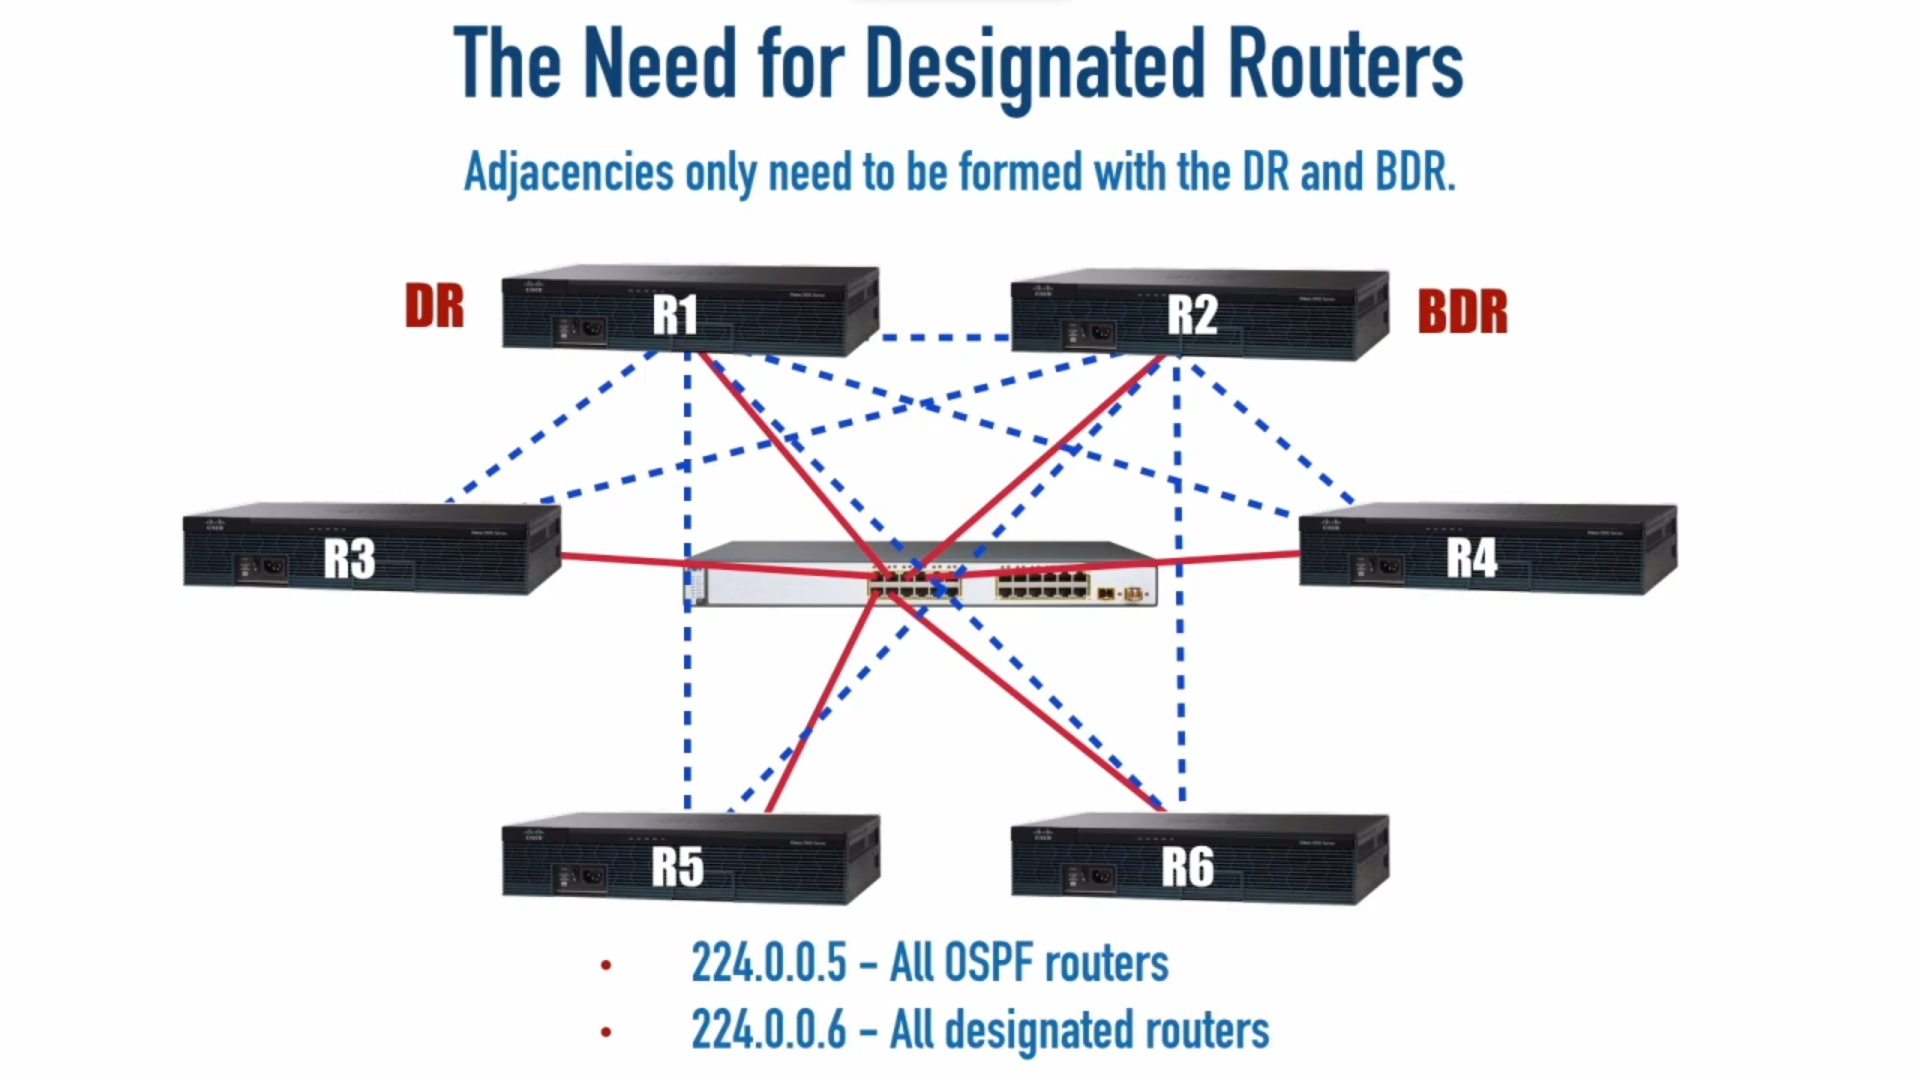 The Need for Designated Routers
Adjacencies only need to be formed with the DR and BDR.
DR
R1
R2
BDR
R3
R4
R5
R6
• 224.0.0.5 – All OSPF routers
• 224.0.0.6 – All designated routers